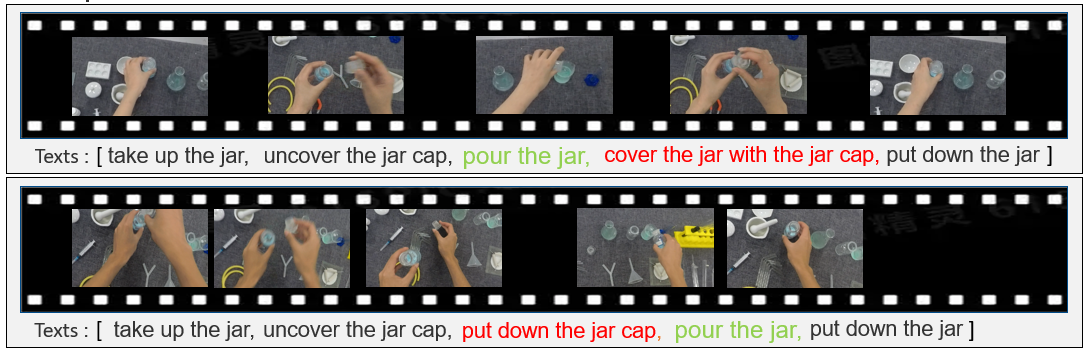 Texts : [ take up the jar, uncover the jar cap, pour the jar, cover the jar with the jar cap, put down the jar ]
Texts : [ take up the jar, uncover the jar cap, put down the jar cap, pour the jar, put down the jar ]